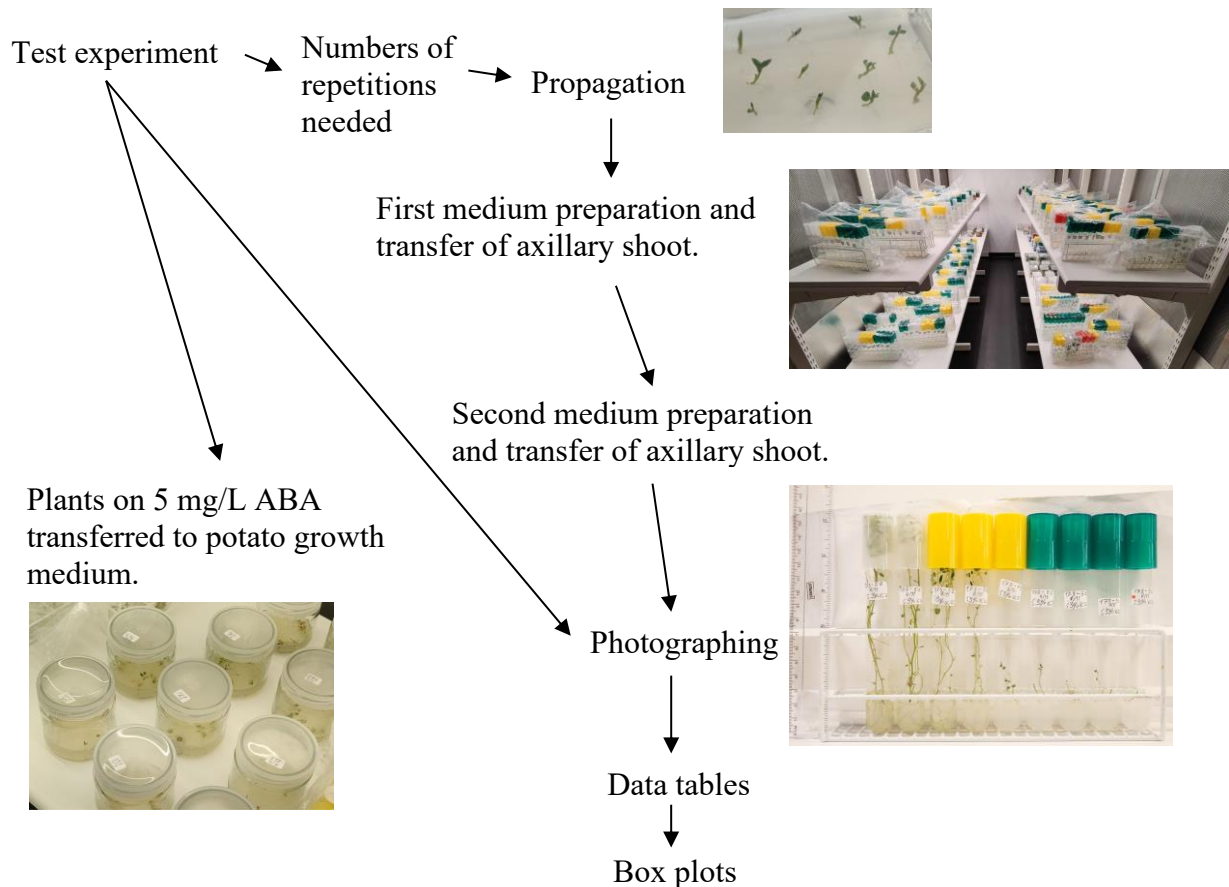 Test experiment
Numbers of
repetitions
needed
Propagation
First medium preparation and
transfer of axillary shoot.
Second medium preparation
and transfer of axillary shoot.
Plants on 5 mg/L ABA
transferred to potato growth
medium.
Photographing
Data tables
Box plots